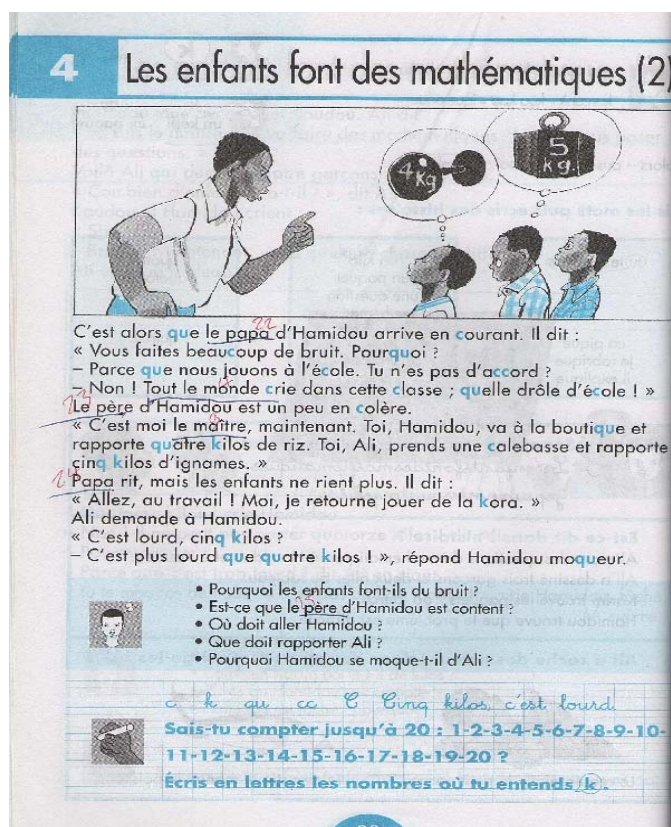 4 Les enfants font des mathématiques (2)
4 kg
5 kg
C'est alors que le papa d'Hamidou arrive en courant. Il dit :
« Vous faites beaucoup de bruit. Pourquoi ?
– Parce que nous jouons à l'école. Tu n'es pas d'accord ?
– Non ! Tout le monde crie dans cette classe ; quelle drôle d'école ! »
Le père d'Hamidou est un peu en colère.
« C'est moi le maître, maintenant. Toi, Hamidou, va à la boutique et
rapporte quatre kilos de riz. Toi, Ali, prends une calebasse et rapporte
cinq kilos d'ignames. »
Papa rit, mais les enfants ne rient plus. Il dit :
« Allez, au travail ! Moi, je retourne jouer de la kora. »
Ali demande à Hamidou.
« C'est lourd, cinq kilos ?
– C'est plus lourd que quatre kilos ! », répond Hamidou moqueur.
• Pourquoi les enfants font-ils du bruit ?
• Est-ce que le père d'Hamidou est content ?
• Où doit aller Hamidou ?
• Que doit rapporter Ali ?
• Pourquoi Hamidou se moque-t-il d'Ali ?
c k qu cc C Cinq kilos, c'est lourd.
Sais-tu compter jusqu'à 20 : 1-2-3-4-5-6-7-8-9-10-
11-12-13-14-15-16-17-18-19-20 ?
Écris en lettres les nombres où tu entends k .